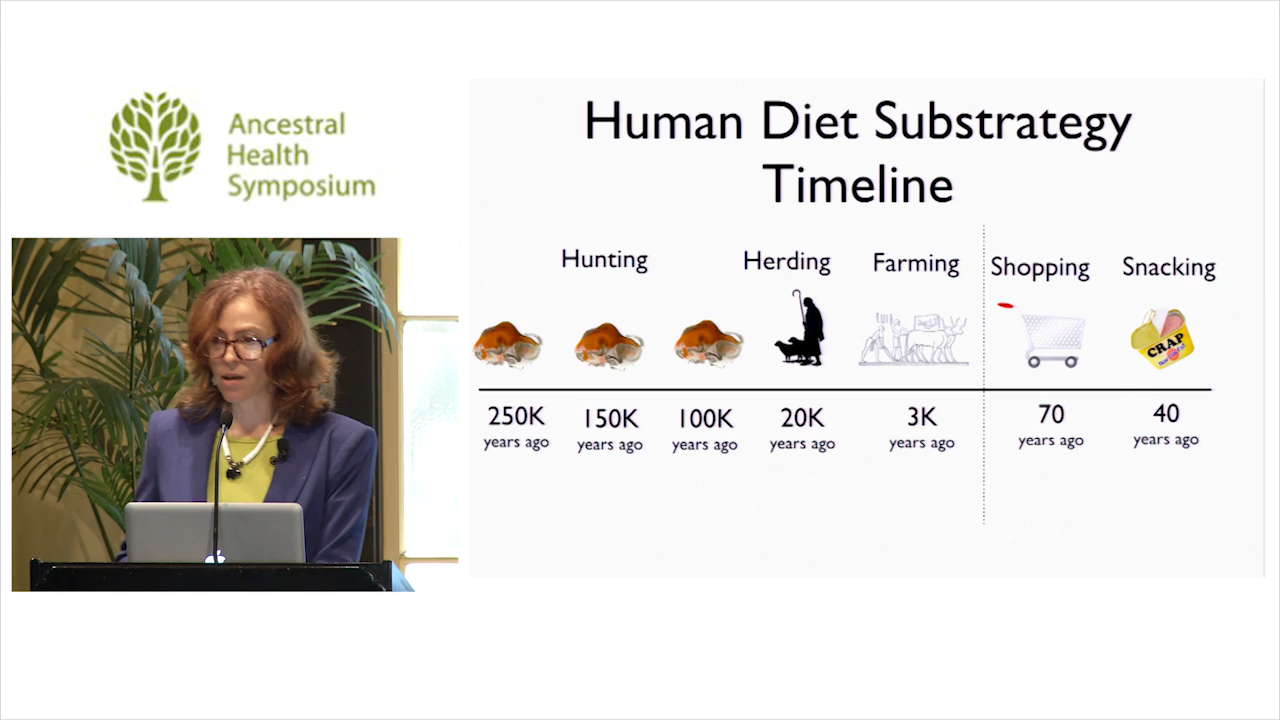 Ancestral
Health
Symposium
Human Diet Substrategy
Timeline
Hunting
Herding
Farming
Shopping
Snacking
CRAP
250K
years ago
150K
years ago
100K
years ago
20K
years ago
3K
years ago
70
years ago
40
years ago